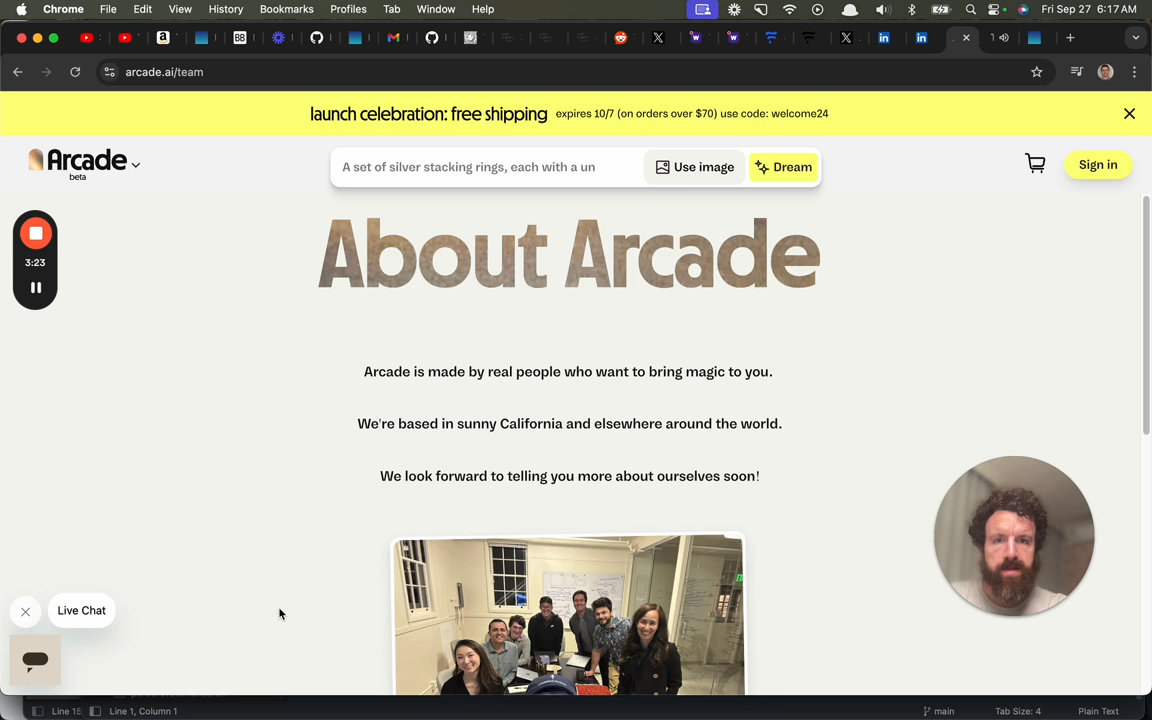 Chrome File Edit View History Bookmarks Profiles Tab Window Help Fri Sep 27 6:17 AM
arcade.ai/team
launch celebration: free shipping expires 10/7 (on orders over $70) use code: welcome24
Arcade
beta
A set of silver stacking rings, each with a un
Use image
Dream
Sign in
3:23
About Arcade
Arcade is made by real people who want to bring magic to you.
We're based in sunny California and elsewhere around the world.
We look forward to telling you more about ourselves soon!
Live Chat
Line 15 Line 1, Column 1 main Tab Size: 4 Plain Text